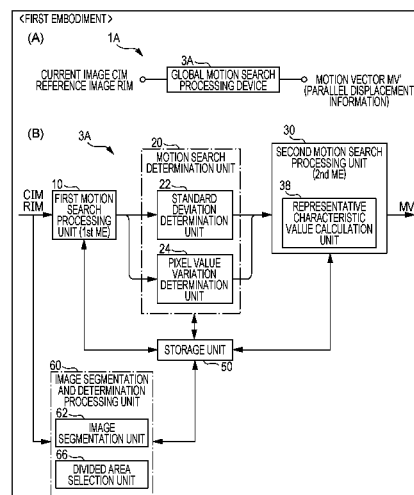 <FIRST EMBODIMENT>
(A)
1A
3A
CURRENT IMAGE CIM
REFERENCE IMAGE RIM
GLOBAL MOTION SEARCH
PROCESSING DEVICE
MOTION VECTOR MV'
(PARALLEL DISPLACEMENT
INFORMATION)
(B)
3A
20
MOTION SEARCH
DETERMINATION UNIT
30
SECOND MOTION SEARCH
PROCESSING UNIT
(2nd ME)
CIM
RIM
10
FIRST MOTION
SEARCH
PROCESSING
UNIT (1st ME)
22
STANDARD
DEVIATION
DETERMINATION
UNIT
38
REPRESENTATIVE
CHARACTERISTIC
VALUE CALCULATION
UNIT
MV'
24
PIXEL VALUE
VARIATION
DETERMINATION
UNIT
STORAGE UNIT
50
60
IMAGE SEGMENTATION
AND DETERMINATION
PROCESSING UNIT
62
IMAGE
SEGMENTATION UNIT
66
DIVIDED AREA
SELECTION UNIT